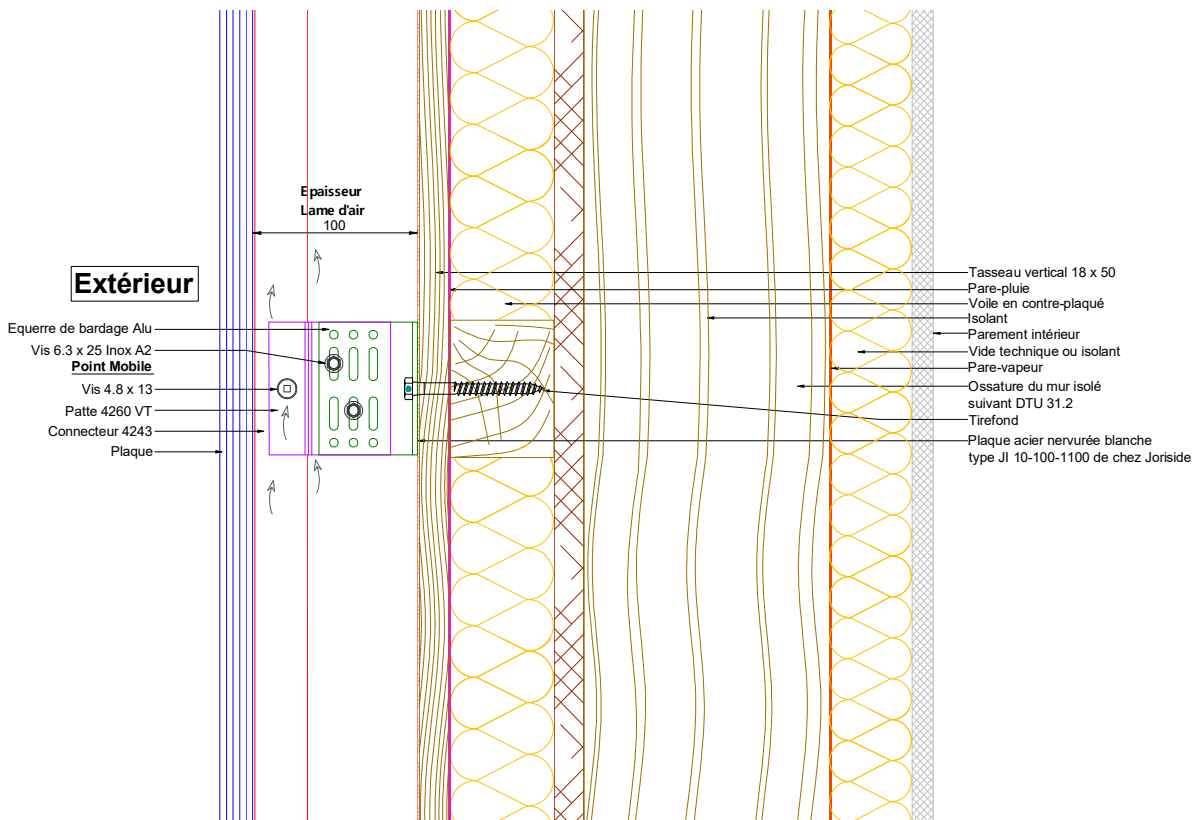 Epaisseur
Lame d'air
100
Extérieur
Equerre de bardage Alu
Vis 6.3 x 25 Inox A2
Point Mobile
Vis 4.8 x 13
Patte 4260 VT
Connecteur 4243
Plaque
Tasseau vertical 18 x 50
Pare-pluie
Voile en contre-plaqué
Isolant
Parement intérieur
Vide technique ou isolant
Pare-vapeur
Ossature du mur isolé
suivant DTU 31.2
Tirefond
Plaque acier nervurée blanche
type JI 10-100-1100 de chez Joriside